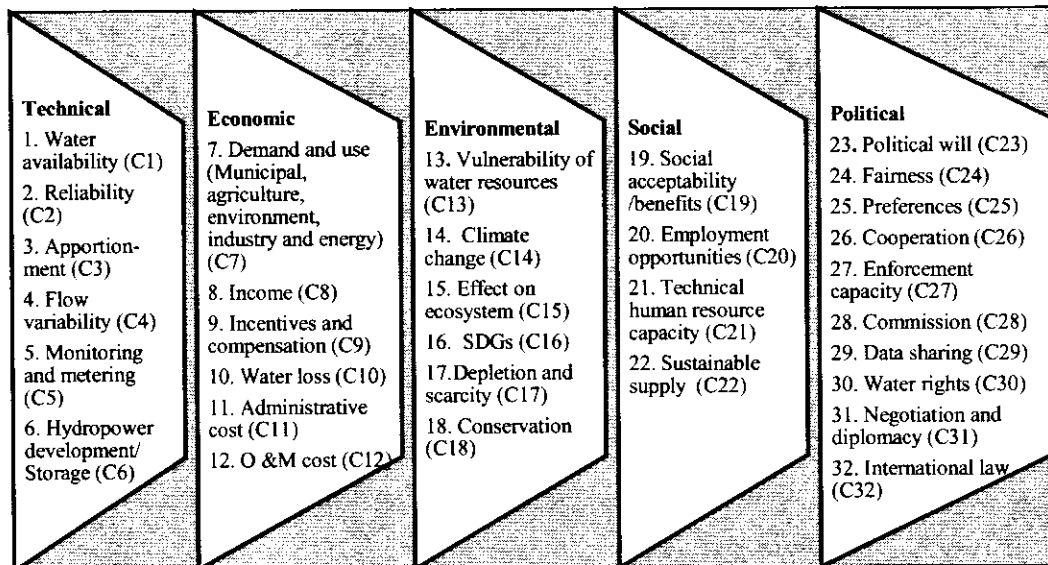 Technical
1. Water
availability (C1)
2. Reliability
(C2)
3. Apportion-
ment (C3)
4. Flow
variability (C4)
5. Monitoring
and metering
(C5)
6. Hydropower
development/
Storage (C6)
Economic
7. Demand and use
(Municipal,
agriculture,
environment,
industry and energy)
(C7)
8. Income (C8)
9. Incentives and
compensation (C9)
10. Water loss (C10)
11. Administrative
cost (C11)
12. O &M cost (C12)
Environmental
13. Vulnerability of
water resources
(C13)
14. Climate
change (C14)
15. Effect on
ecosystem (C15)
16. SDGs (C16)
17.Depletion and
scarcity (C17)
18. Conservation
(C18)
Social
19. Social
acceptability
/benefits (C19)
20. Employment
opportunities (C20)
21. Technical
human resource
capacity (C21)
22. Sustainable
supply (C22)
Political
23. Political will (C23)
24. Fairness (C24)
25. Preferences (C25)
26. Cooperation (C26)
27. Enforcement
capacity (C27)
28. Commission (C28)
29. Data sharing (C29)
30. Water rights (C30)
31. Negotiation and
diplomacy (C31)
32. International law
(C32)